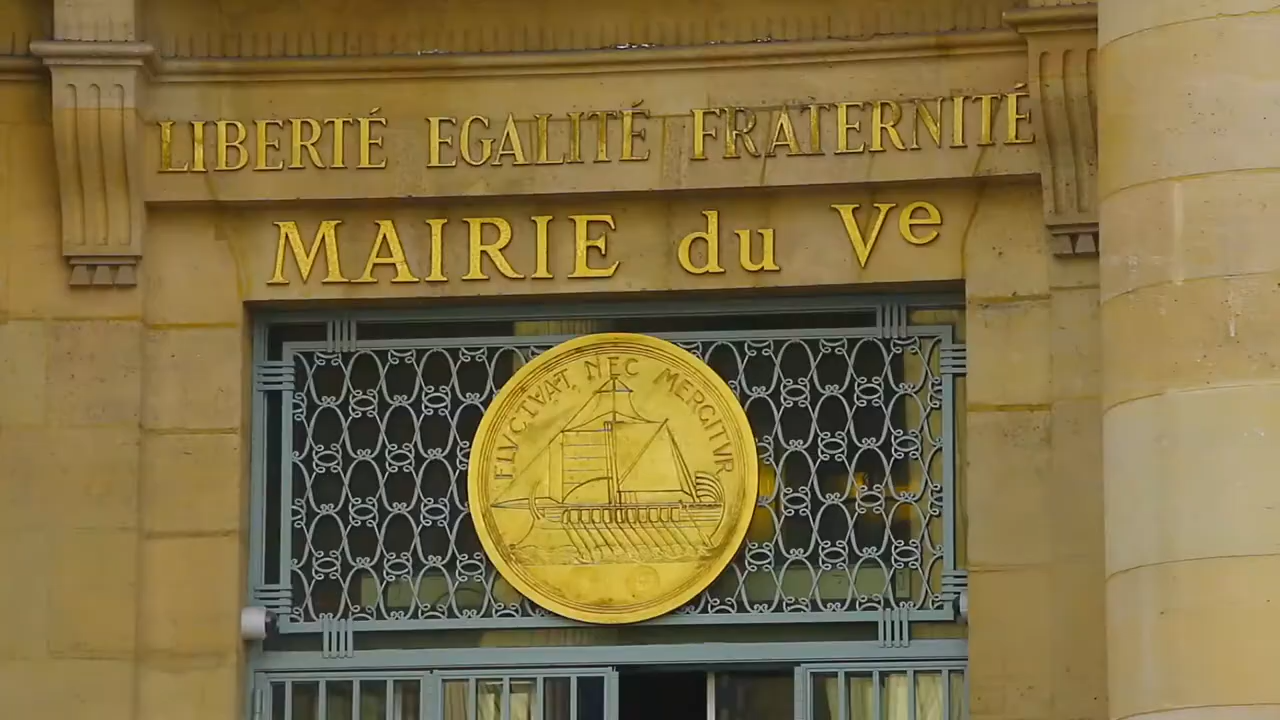 LIBERTÉ EGALITÉ FRATERNITÉ
MAIRIE du Ve
FLVCTVAT NEC MERGITVR